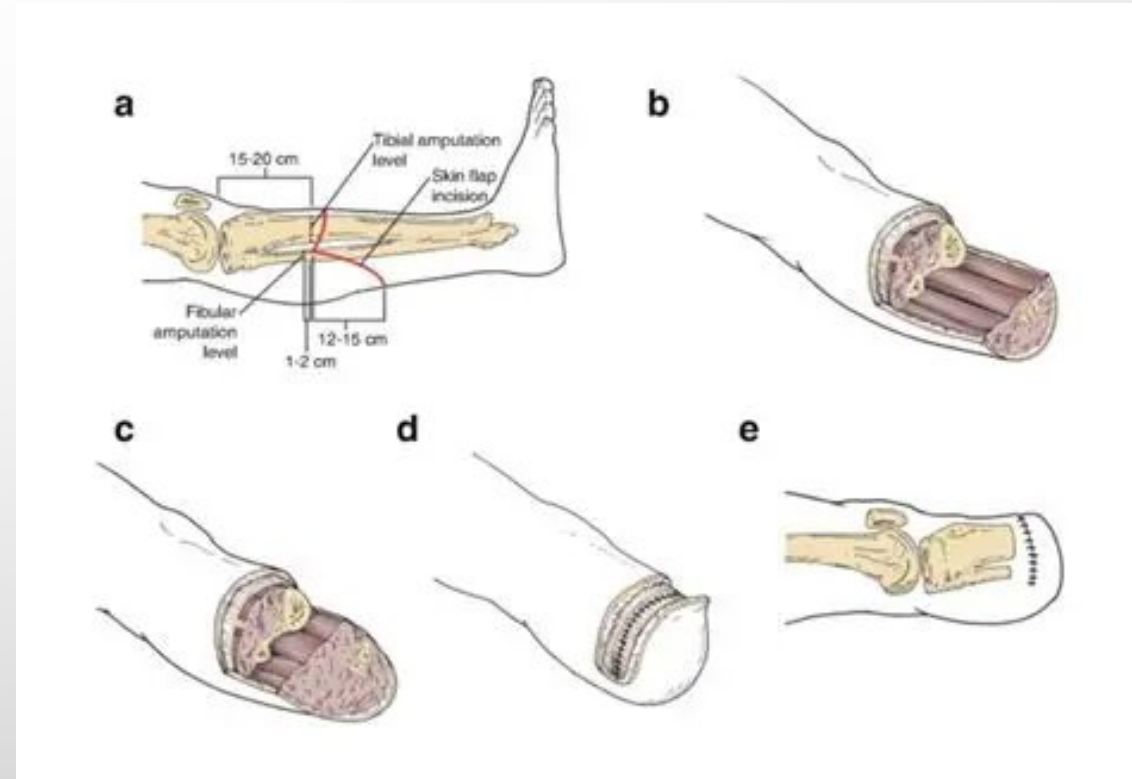 a
15-20 cm
Tibial amputation
level
Skin flap
incision
Fibular
amputation
level
12-15 cm
1-2 cm
b
c
d
e